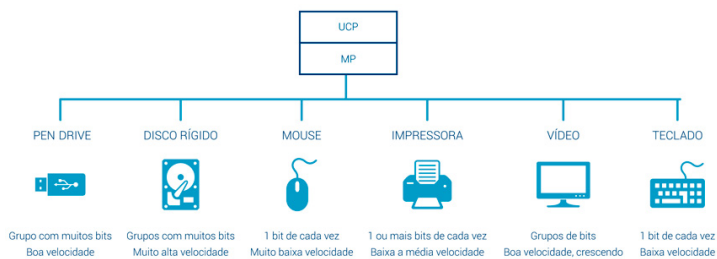 UCP
MP
PEN DRIVE
DISCO RÍGIDO
MOUSE
IMPRESSORA
VÍDEO
TECLADO
Grupo com muitos bits
Boa velocidade
Grupos com muitos bits
Muito alta velocidade
1 bit de cada vez
Muito baixa velocidade
1 ou mais bits de cada vez
Baixa a média velocidade
Grupos de bits
Boa velocidade, crescendo
1 bit de cada vez
Baixa velocidade